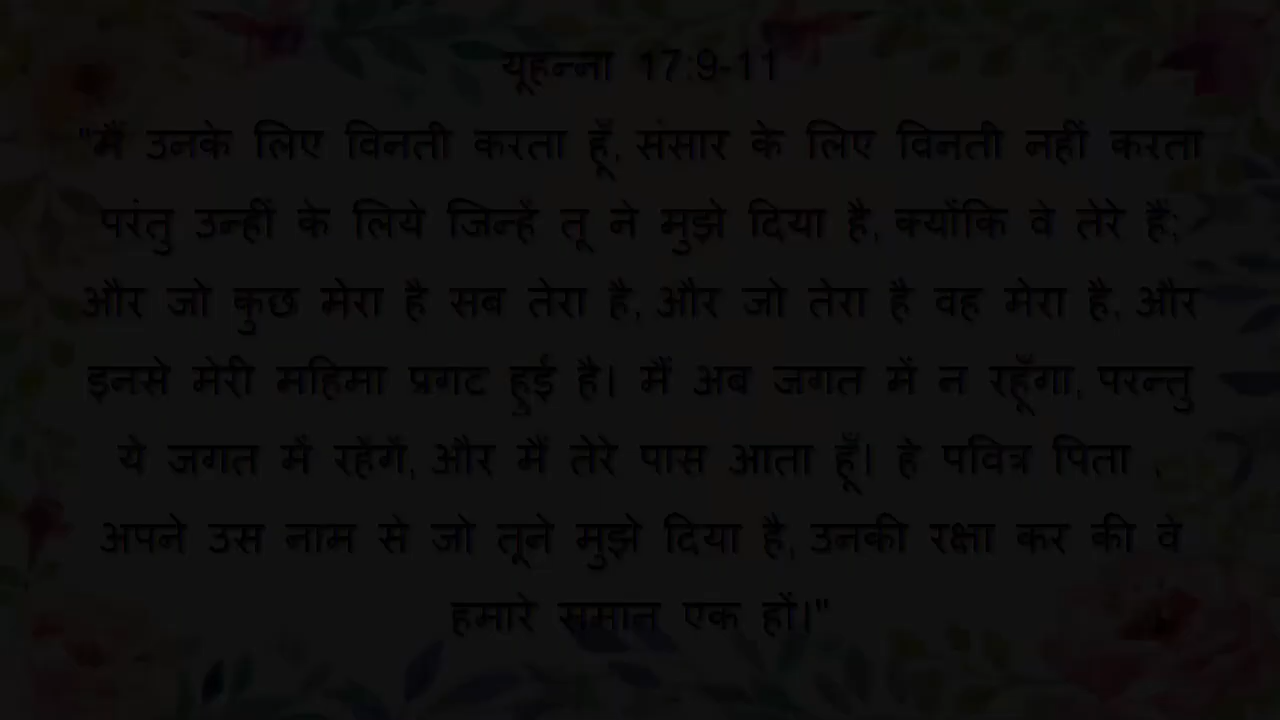 यूहन्ना 17:9-11
"मैं उनके लिए विनती करता हूँ, संसार के लिए विनती नहीं करता
परंतु उन्हीं के लिये जिन्हें तू ने मुझे दिया है, क्योंकि वे तेरे हैं;
और जो कुछ मेरा है सब तेरा है, और जो तेरा है वह मेरा है, और
इनसे मेरी महिमा प्रगट हुई है। मैं अब जगत में न रहूँगा, परन्तु
ये जगत में रहेंगें, और मैं तेरे पास आता हूँ। हे पवित्र पिता ,
अपने उस नाम से जो तूने मुझे दिया है, उनकी रक्षा कर की वे
हमारे समान एक हों।"